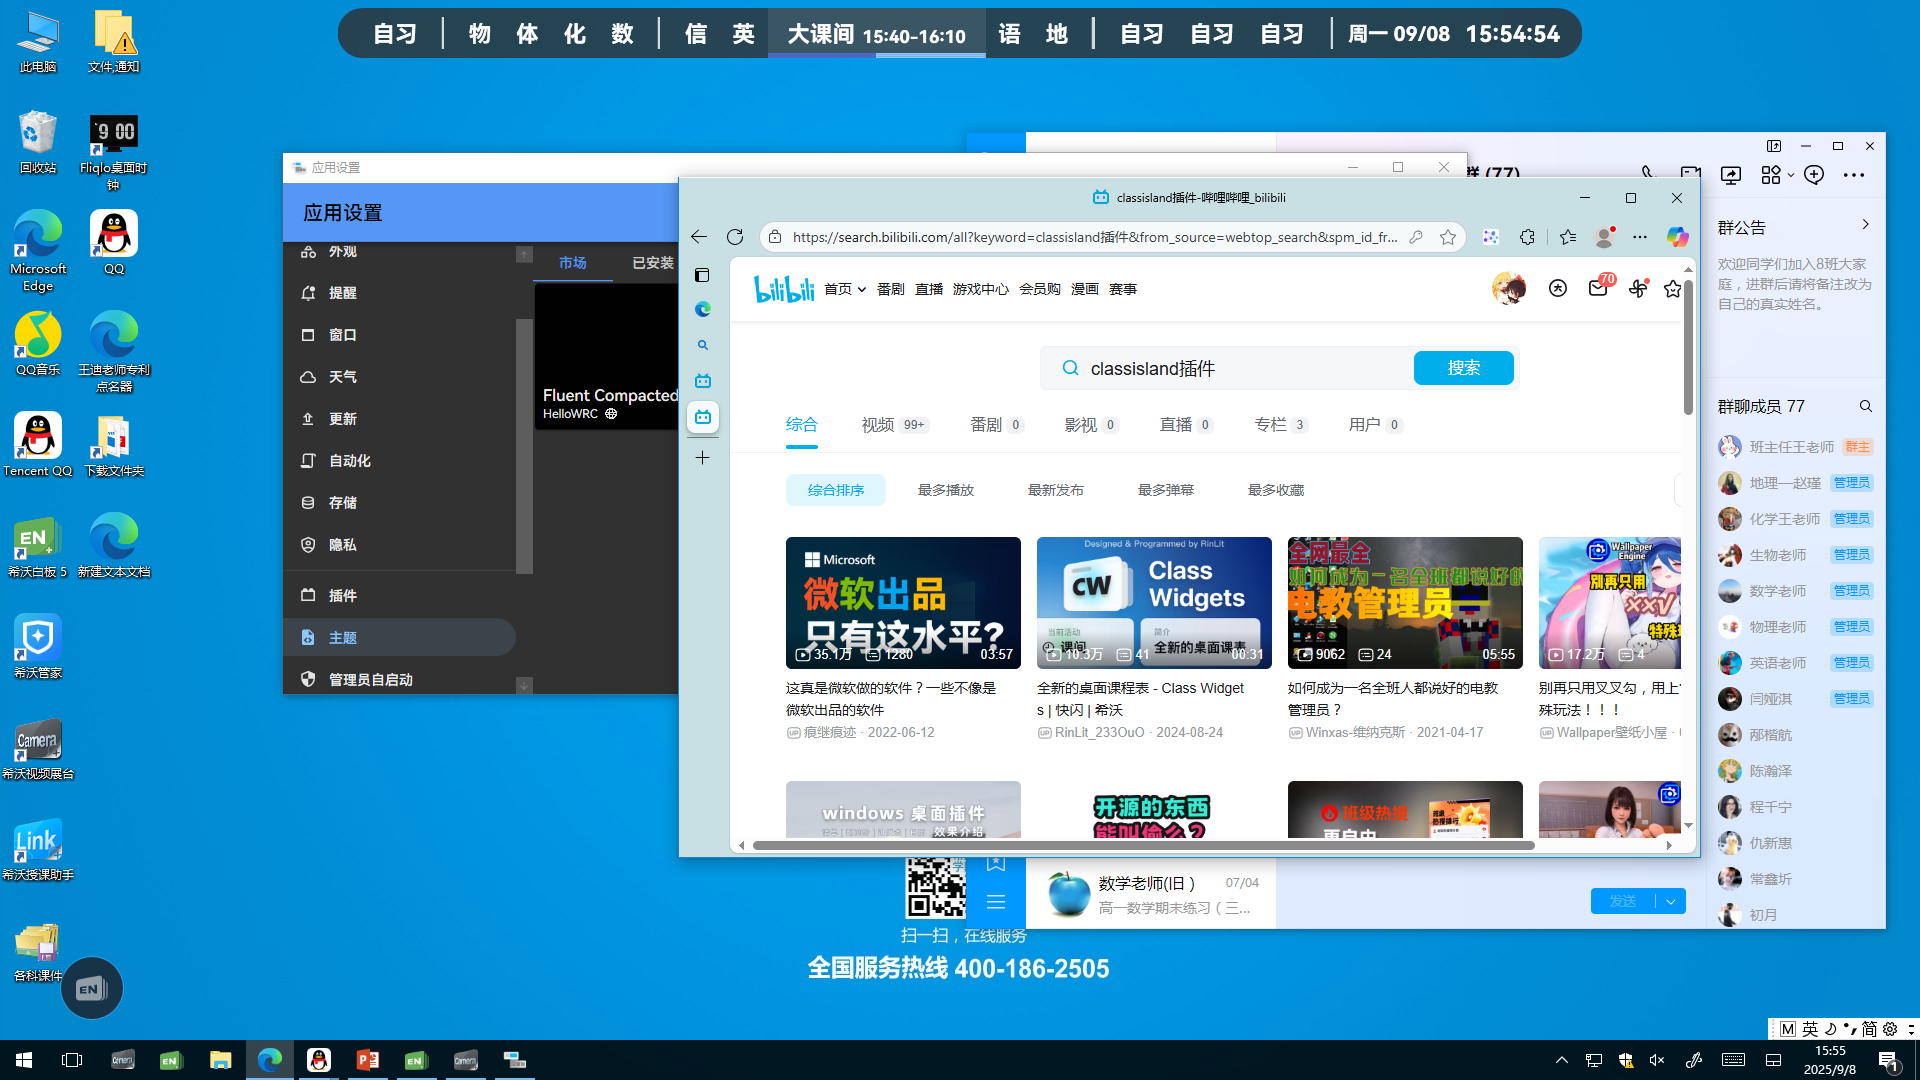 自习 | 物 体 化 数 | 信 英 大课间 15:40-16:10 语 地 | 自习 自习 自习 | 周一 09/08 15:54:54
此电脑
文件,通知
回收站
Fliqlo桌面时钟
Microsoft Edge
QQ
QQ音乐
王迪老师专利点名器
Tencent QQ
下载文件夹
希沃白板 5
新建文本文档
希沃管家
希沃视频展台
希沃授课助手
各科课件
EN
应用设置
应用设置
外观
提醒
窗口
天气
更新
自动化
存储
隐私
插件
主题
管理员自启动
市场
已安装
Fluent Compacted
HelloWRC
classisland插件-哔哩哔哩_bilibili
https://search.bilibili.com/all?keyword=classisland插件&from_source=webtop_search&spm_id_fr...
bilibili 首页 番剧 直播 游戏中心 会员购 漫画 赛事
70
classisland插件
搜索
综合 视频 99+ 番剧 0 影视 0 直播 0 专栏 3 用户 0
综合排序 最多播放 最新发布 最多弹幕 最多收藏
Microsoft
微软出品
只有这水平?
35.1万 1280 03:57
这真是微软做的软件？一些不像是微软出品的软件
痕继痕迹 · 2022-06-12
Designed & Programmed by RinLit
CW
Class Widgets
当前活动
课间
简介
全新的桌面课表
10.3万 41 00:31
全新的桌面课程表 - Class Widgets | 快闪 | 希沃
RinLit_233OuO · 2024-08-24
全网最全
如何成为一名全班都说好的
电教管理员
9062 24 05:55
如何成为一名全班人都说好的电教管理员？
Winxas-维纳克斯 · 2021-04-17
Wallpaper Engine
别再只用
xxv
特殊
17.2万 4
别再只用叉叉勾，用上
殊玩法！！！
Wallpaper壁纸小屋 ·
windows 桌面插件
效果介绍
开源的东西
能叫偷么?
班级热搜
更自由
群 (77)
群公告
欢迎同学们加入8班大家庭，进群后请将备注改为自己的真实姓名。
群聊成员 77
班主任王老师 群主
地理—赵瑾 管理员
化学王老师 管理员
生物老师 管理员
数学老师 管理员
物理老师 管理员
英语老师 管理员
闫娅淇 管理员
邴楷航
陈瀚泽
程千宁
仇新惠
常鑫圻
初月
数学老师(旧） 07/04
高一数学期末练习（三...
发送
扫一扫，在线服务
全国服务热线 400-186-2505
M 英 简
15:55
2025/9/8
1